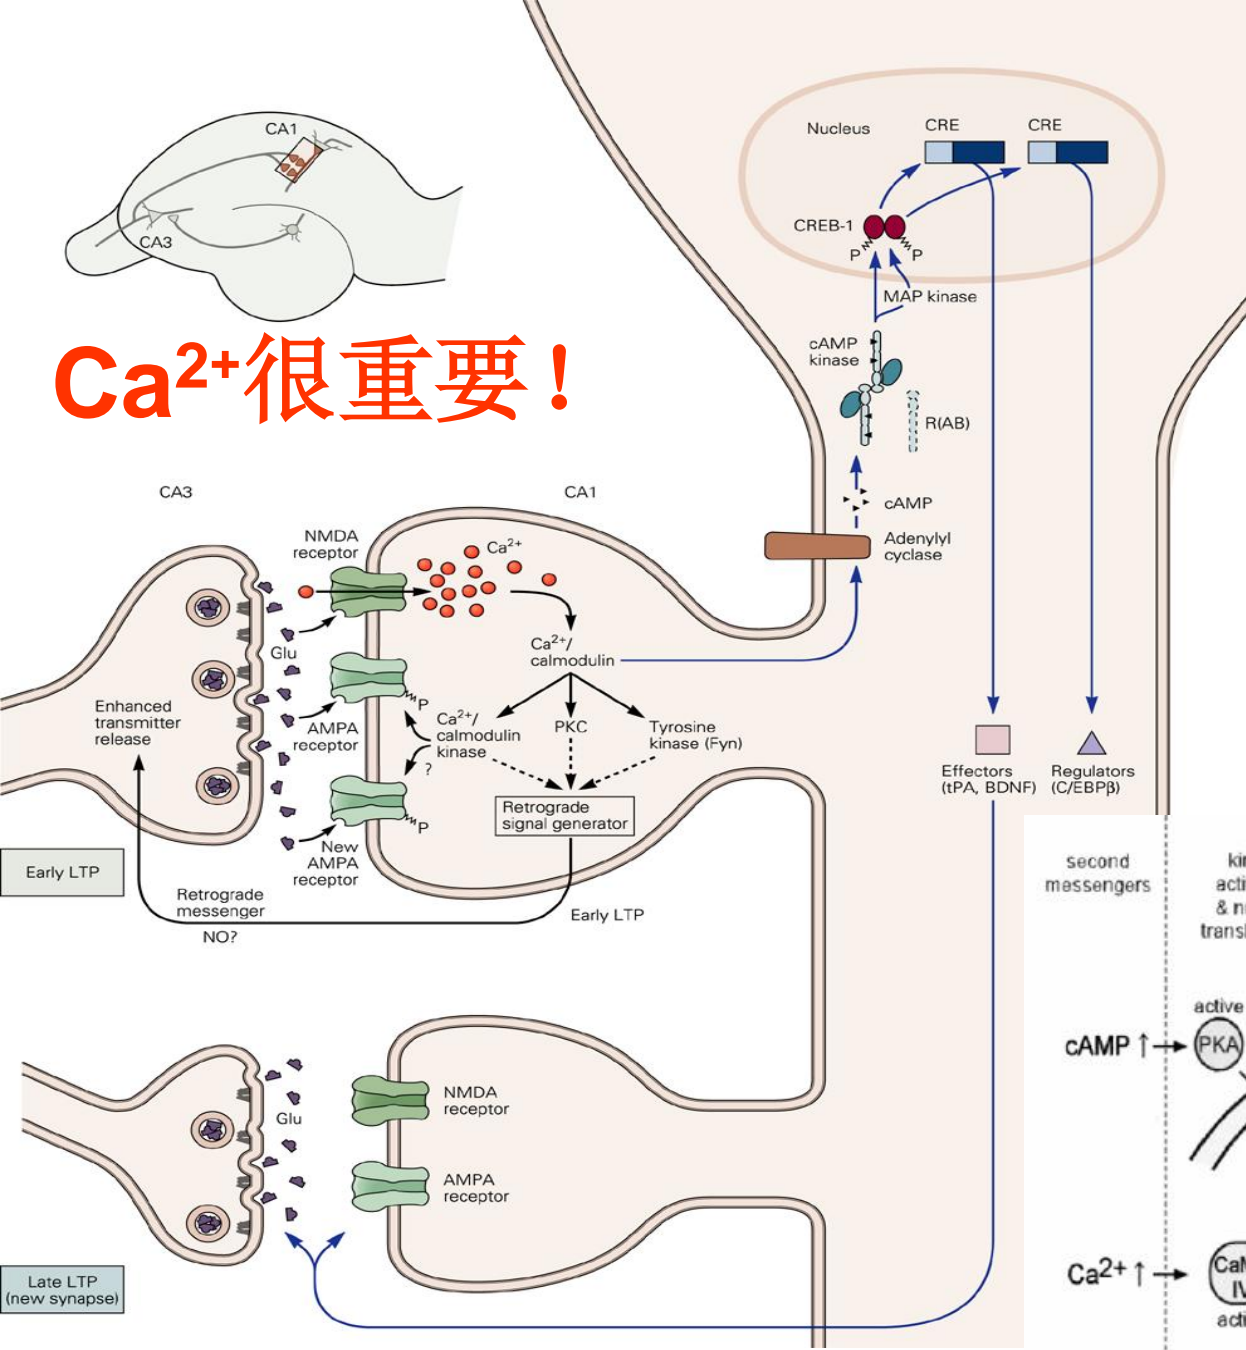 CA1
CA3
Ca2+很重要！
Nucleus
CRE
CRE
CREB-1
P
P
MAP kinase
cAMP
kinase
R(AB)
cAMP
Adenylyl
cyclase
CA3
CA1
NMDA
receptor
Ca2+
Glu
Ca2+/
calmodulin
P
Enhanced
transmitter
release
AMPA
receptor
Ca2+/
calmodulin
kinase
PKC
Tyrosine
kinase (Fyn)
?
Retrograde
signal generator
P
New
AMPA
receptor
Early LTP
Retrograde
messenger
NO?
Early LTP
Effectors
(tPA, BDNF)
Regulators
(C/EBPβ)
second
messengers
active
cAMP ↑
PKA
Ca2+ ↑
Glu
NMDA
receptor
AMPA
receptor
Late LTP
(new synapse)